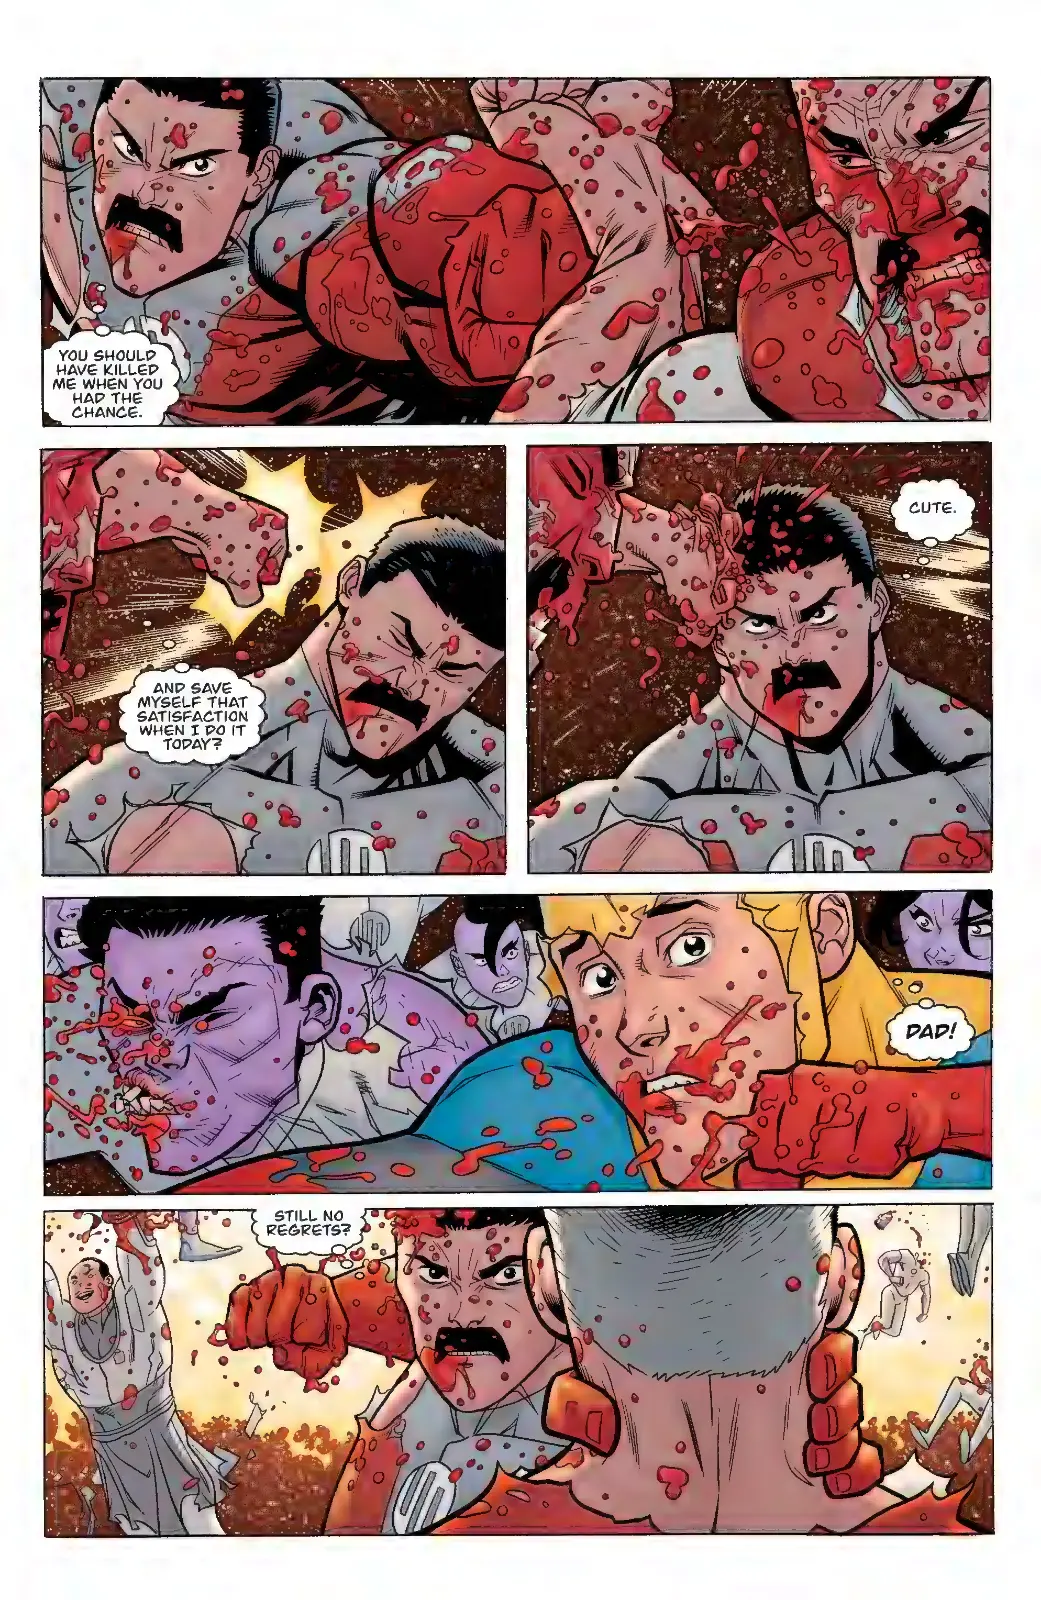 YOU SHOULD
HAVE KILLED
ME WHEN YOU
HAD THE
CHANCE.
AND SAVE
MYSELF THAT
SATISFACTION
WHEN I DO IT
TODAY?
CUTE.
DAD!
STILL NO
REGRETS?